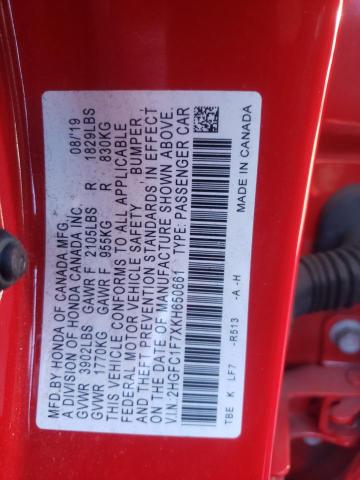 MFD.BY HONDA OF CANADA MFG. 08/'19
A DIVISION OF HONDA CANADA INC.
GVWR 3902LBS GAWR F 2105LBS R 1829LBS
GVWR 1770KG GAWR F 955KG R 830KG
THIS VEHICLE CONFORMS TO ALL APPLICABLE
FEDERAL MOTOR VEHICLE SAFETY BUMPER,
AND THEFT PREVENTION STANDARDS IN EFFECT
ON THE DATE OF MANUFACTURE SHOWN ABOVE.
V.I.N:2HGFC1F7XKH650661 TYPE:PASSENGER CAR
TBE K LF7 -R513 -A -H MADE IN CANADA